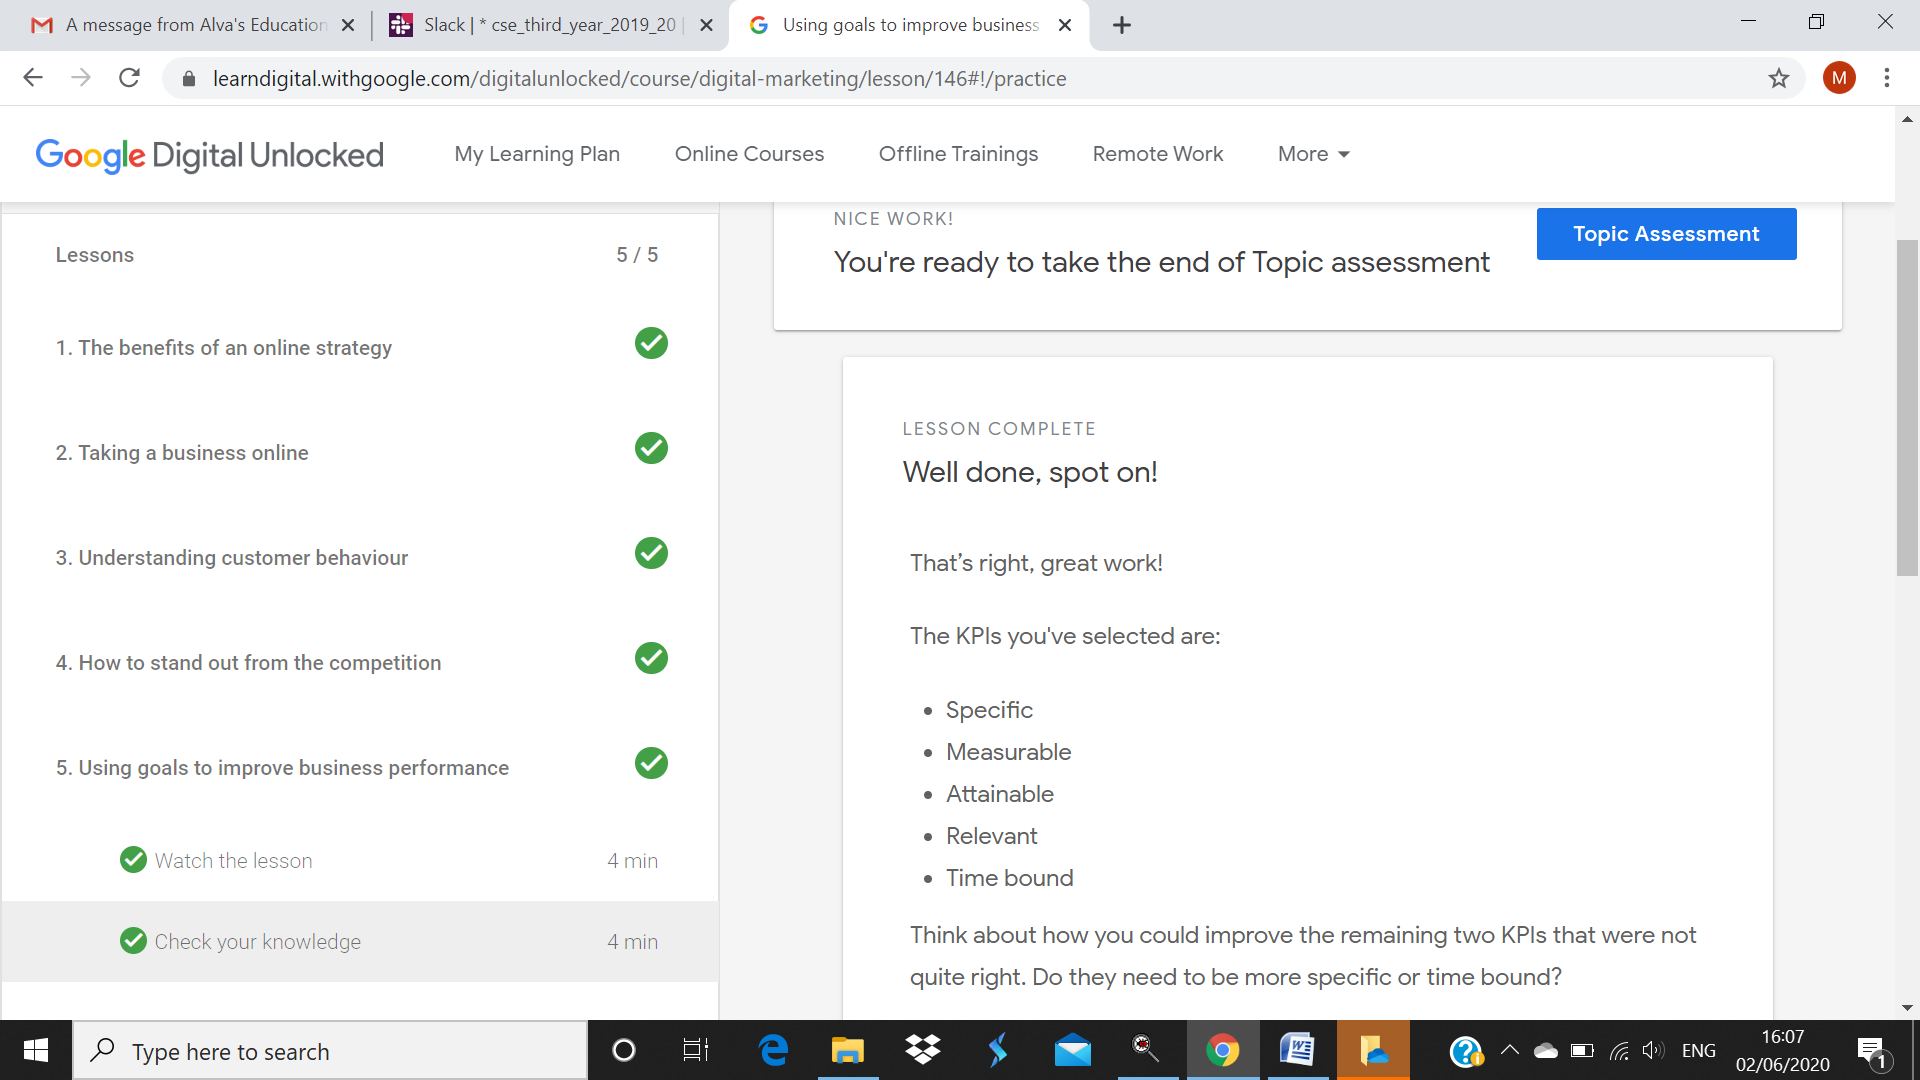 A message from Alva's Education
Slack | * cse_third_year_2019_20 |
Using goals to improve business
learndigital.withgoogle.com/digitalunlocked/course/digital-marketing/lesson/146#!/practice
M
Google Digital Unlocked
My Learning Plan
Online Courses
Offline Trainings
Remote Work
More
Lessons
5 / 5
1. The benefits of an online strategy
2. Taking a business online
3. Understanding customer behaviour
4. How to stand out from the competition
5. Using goals to improve business performance
Watch the lesson
4 min
Check your knowledge
4 min
NICE WORK!
You're ready to take the end of Topic assessment
Topic Assessment
LESSON COMPLETE
Well done, spot on!
That’s right, great work!
The KPIs you've selected are:
• Specific
• Measurable
• Attainable
• Relevant
• Time bound
Think about how you could improve the remaining two KPIs that were not
quite right. Do they need to be more specific or time bound?
Type here to search
ENG
16:07
02/06/2020
1